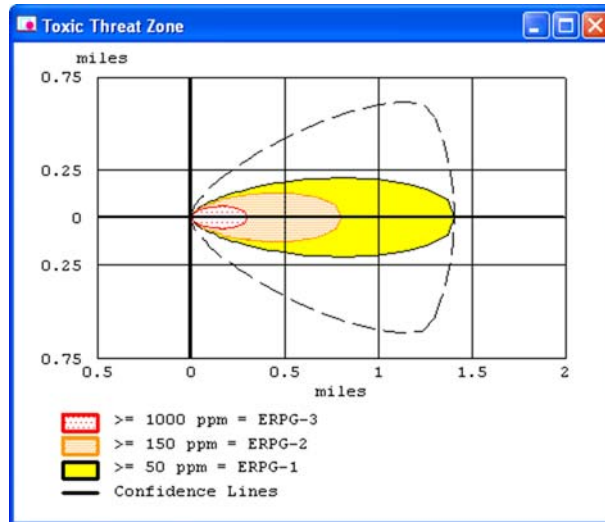 Toxic Threat Zone
miles
0.75
0.25
0
0.25
0.75
0.5 0 0.5 1 1.5 2
miles
>= 1000 ppm = ERPG-3
>= 150 ppm = ERPG-2
>= 50 ppm = ERPG-1
Confidence Lines